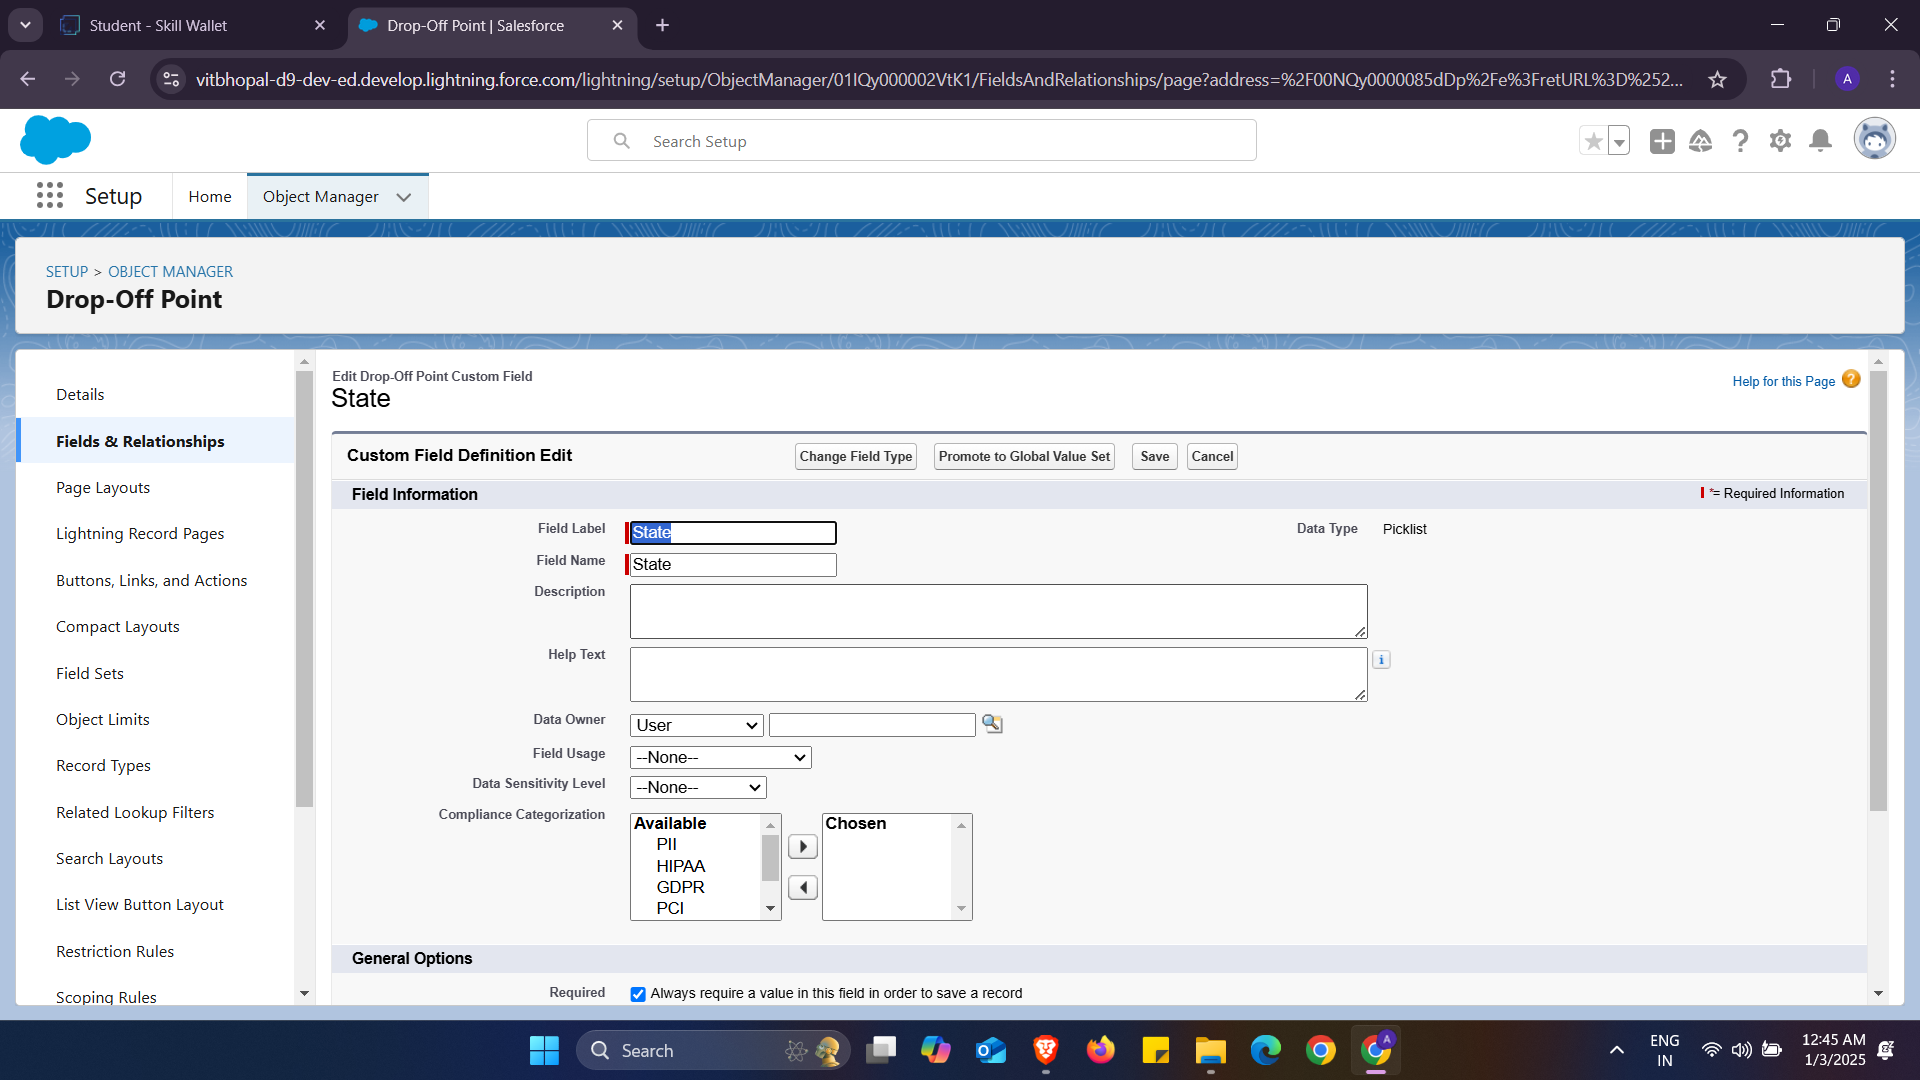 Student - Skill Wallet
Drop-Off Point | Salesforce
vitbhopal-d9-dev-ed.develop.lightning.force.com/lightning/setup/ObjectManager/01IQy000002VtK1/FieldsAndRelationships/page?address=%2F00NQy0000085dDp%2Fe%3FretURL%3D%252...
A
Search Setup
Setup
Home
Object Manager
SETUP > OBJECT MANAGER
Drop-Off Point
Details
Fields & Relationships
Page Layouts
Lightning Record Pages
Buttons, Links, and Actions
Compact Layouts
Field Sets
Object Limits
Record Types
Related Lookup Filters
Search Layouts
List View Button Layout
Restriction Rules
Scoping Rules
Edit Drop-Off Point Custom Field
State
Help for this Page
Custom Field Definition Edit
Change Field Type
Promote to Global Value Set
Save
Cancel
Field Information
*= Required Information
Field Label
State
Data Type
Picklist
Field Name
State
Description
Help Text
i
Data Owner
User
Field Usage
--None--
Data Sensitivity Level
--None--
Compliance Categorization
Available
PII
HIPAA
GDPR
PCI
Chosen
General Options
Required
Always require a value in this field in order to save a record
Search
A
ENG
IN
12:45 AM
1/3/2025